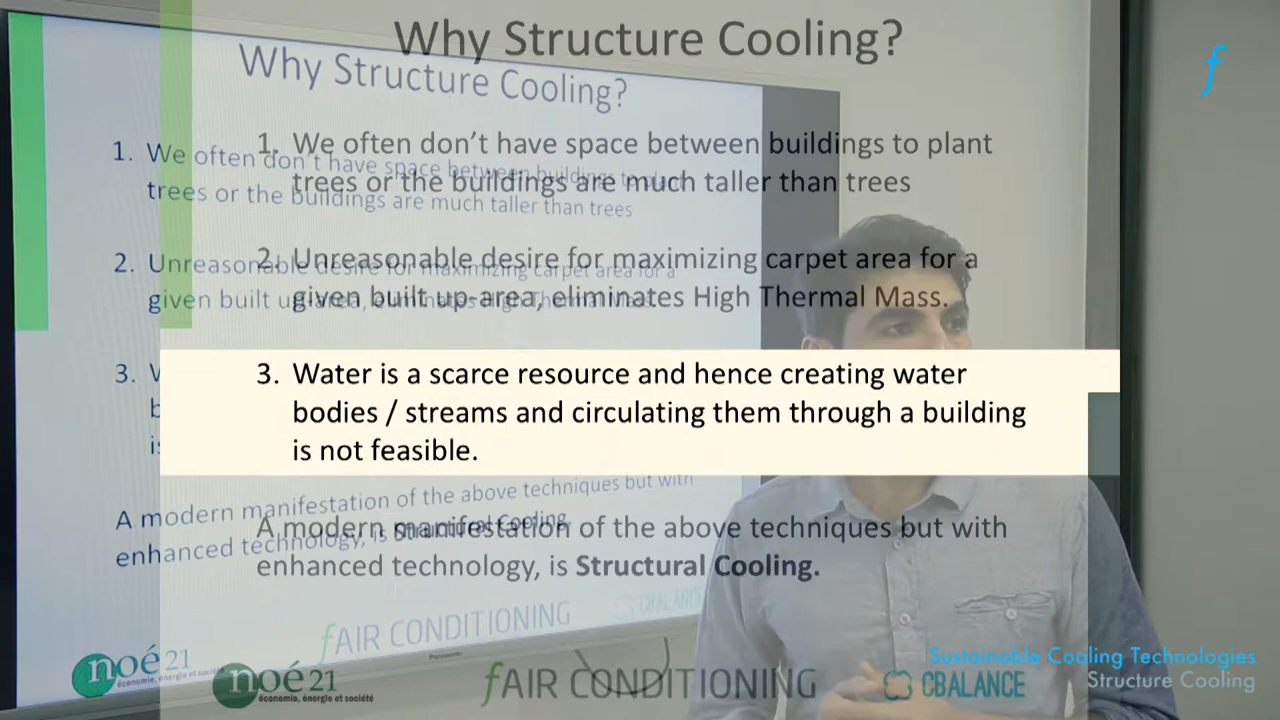 Why Structure Cooling?
1. We often don't have space between buildings to plant
trees or the buildings are much taller than trees
2. Unreasonable desire for maximizing carpet area for a
given built up-area, eliminates High Thermal Mass.
3. Water is a scarce resource and hence creating water
bodies / streams and circulating them through a building
is not feasible.
A modern manifestation of the above techniques but with
enhanced technology, is Structural Cooling.
noé21
économie, énergie et société
fAIR CONDITIONING
CBALANCE
Why Structure Cooling?
1. We often don't have space between buildings to plant
trees or the buildings are much taller than trees
2. Unreasonable desire for maximizing carpet area for a
given built up-area, eliminates High Thermal Mass.
3.
A modern manifestation of the above techniques but with
enhanced technology, is Structural Cooling.
noé21
économie, énergie et
fAIR CONDITIONING
CBALANCE
Panasonic
f
Sustainable Cooling Technologies
Structure Cooling